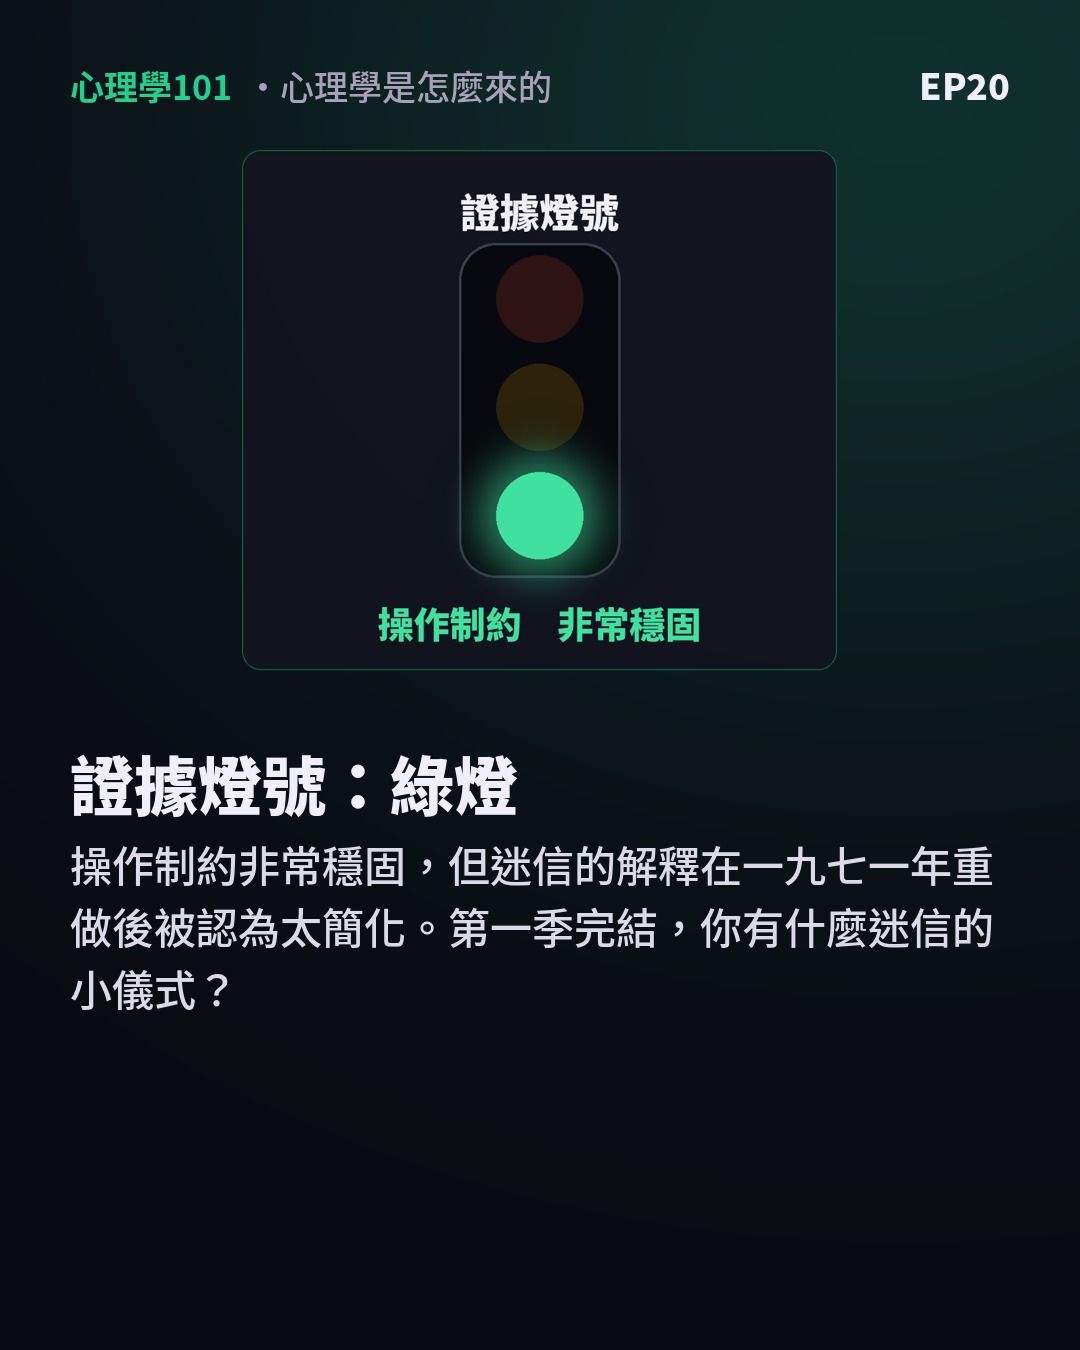 心理學101・心理學是怎麼來的
EP20
證據燈號
操作制約 非常穩固
證據燈號：綠燈
操作制約非常穩固，但迷信的解釋在一九七一年重
做後被認為太簡化。第一季完結，你有什麼迷信的
小儀式？